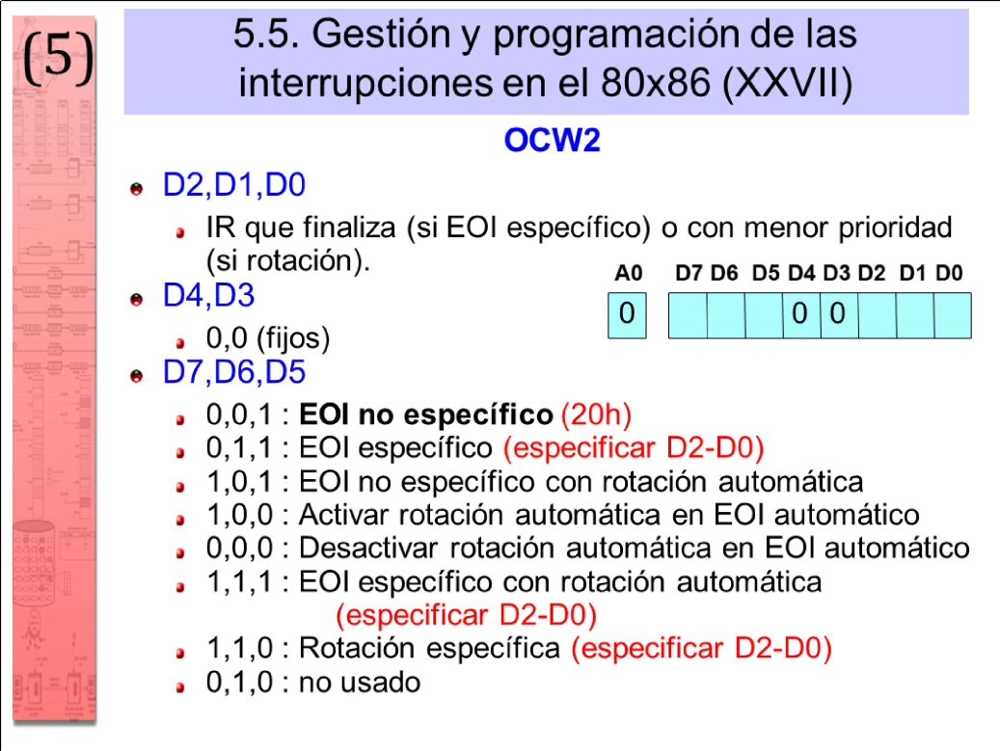 (5)
5.5. Gestión y programación de las
interrupciones en el 80x86 (XXVII)
OCW2
D2,D1,D0
IR que finaliza (si EOI específico) o con menor prioridad
(si rotación).
A0 D7 D6 D5 D4 D3 D2 D1 D0
0 0 0
D4,D3
0,0 (fijos)
D7,D6,D5
0,0,1 : EOI no específico (20h)
0,1,1 : EOI específico (especificar D2-D0)
1,0,1 : EOI no específico con rotación automática
1,0,0 : Activar rotación automática en EOI automático
0,0,0 : Desactivar rotación automática en EOI automático
1,1,1 : EOI específico con rotación automática
(especificar D2-D0)
1,1,0 : Rotación específica (especificar D2-D0)
0,1,0 : no usado